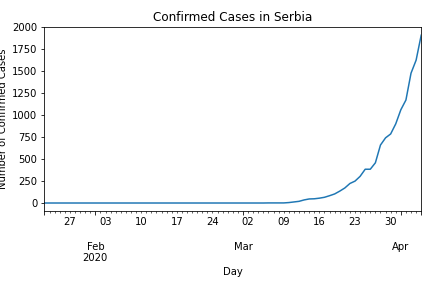 Confirmed Cases in Serbia
Number of Confirmed Cases
2000
1750
1500
1250
1000
750
500
250
0
27 03 10 17 24 02 09 16 23 30
Feb Mar Apr
2020
Day